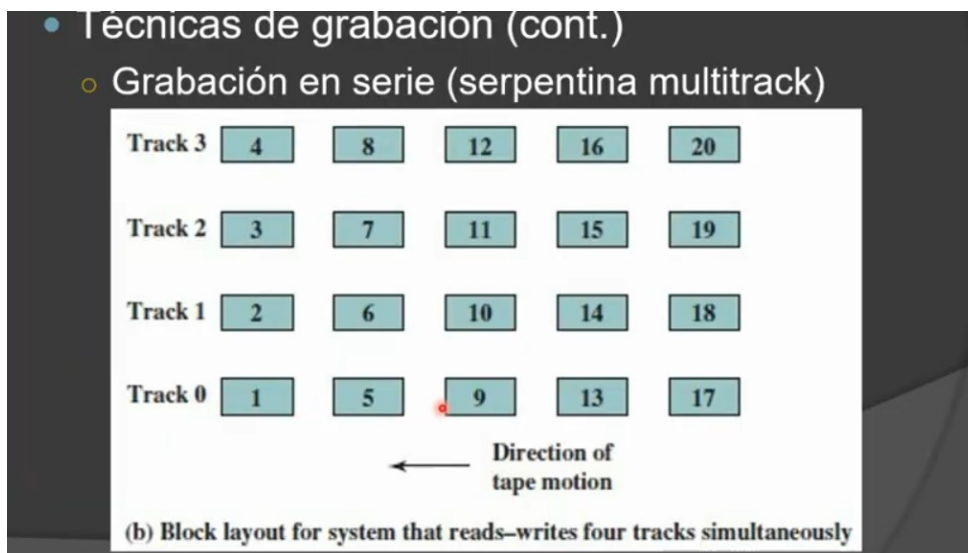 Técnicas de grabación (cont.)
Grabación en serie (serpentina multitrack)
Track 3 4 8 12 16 20
Track 2 3 7 11 15 19
Track 1 2 6 10 14 18
Track 0 1 5 9 13 17
Direction of
tape motion
(b) Block layout for system that reads–writes four tracks simultaneously